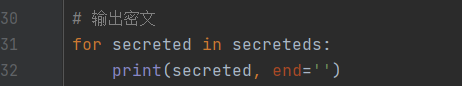 30 # 输出密文
31 for secreted in secreteds:
32     print(secreted, end='')